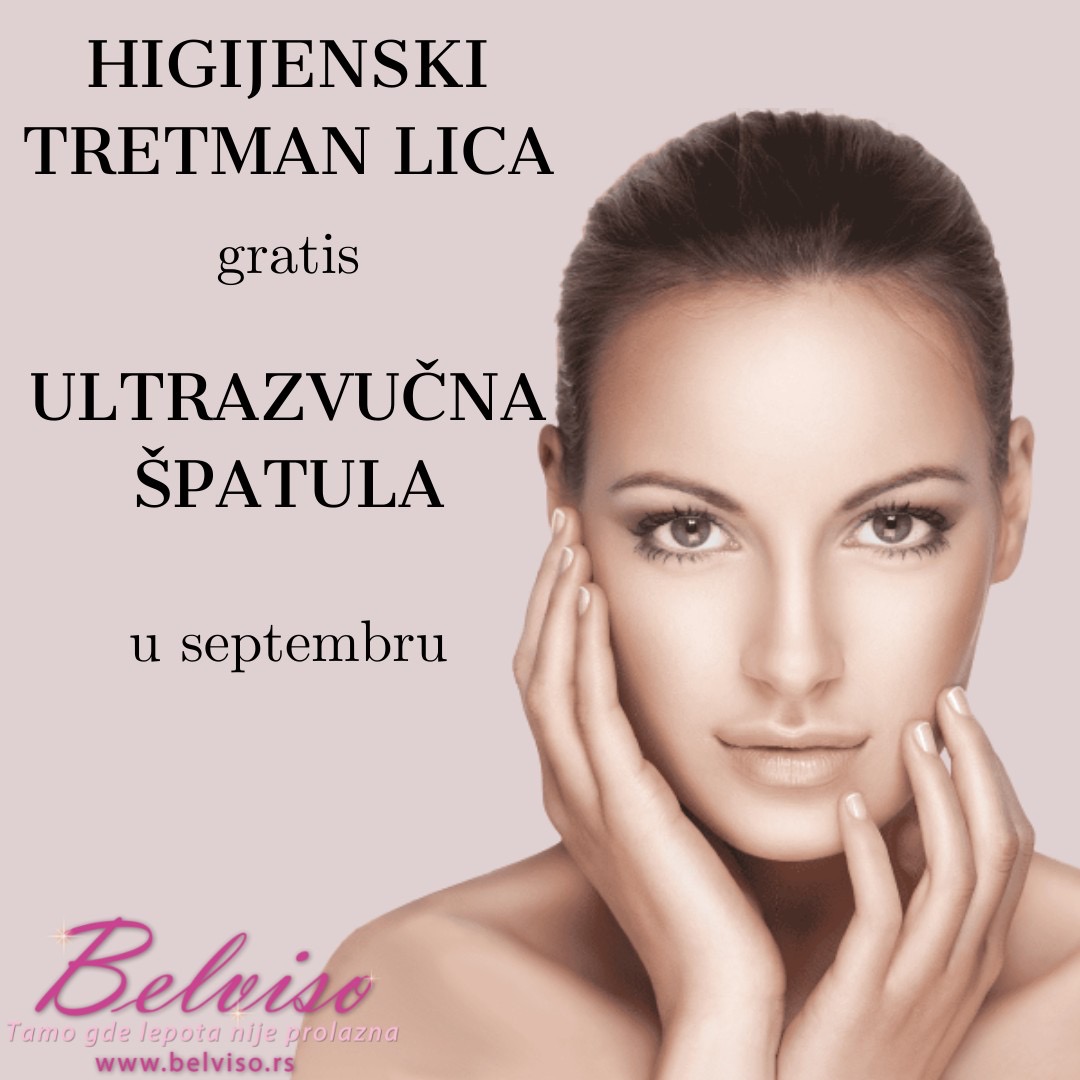 HIGIJENSKI
TRETMAN LICA
gratis
ULTRAZVUČNA
ŠPATULA
u septembru
Belviso
Tamo gde lepota nije prolazna
www.belviso.rs